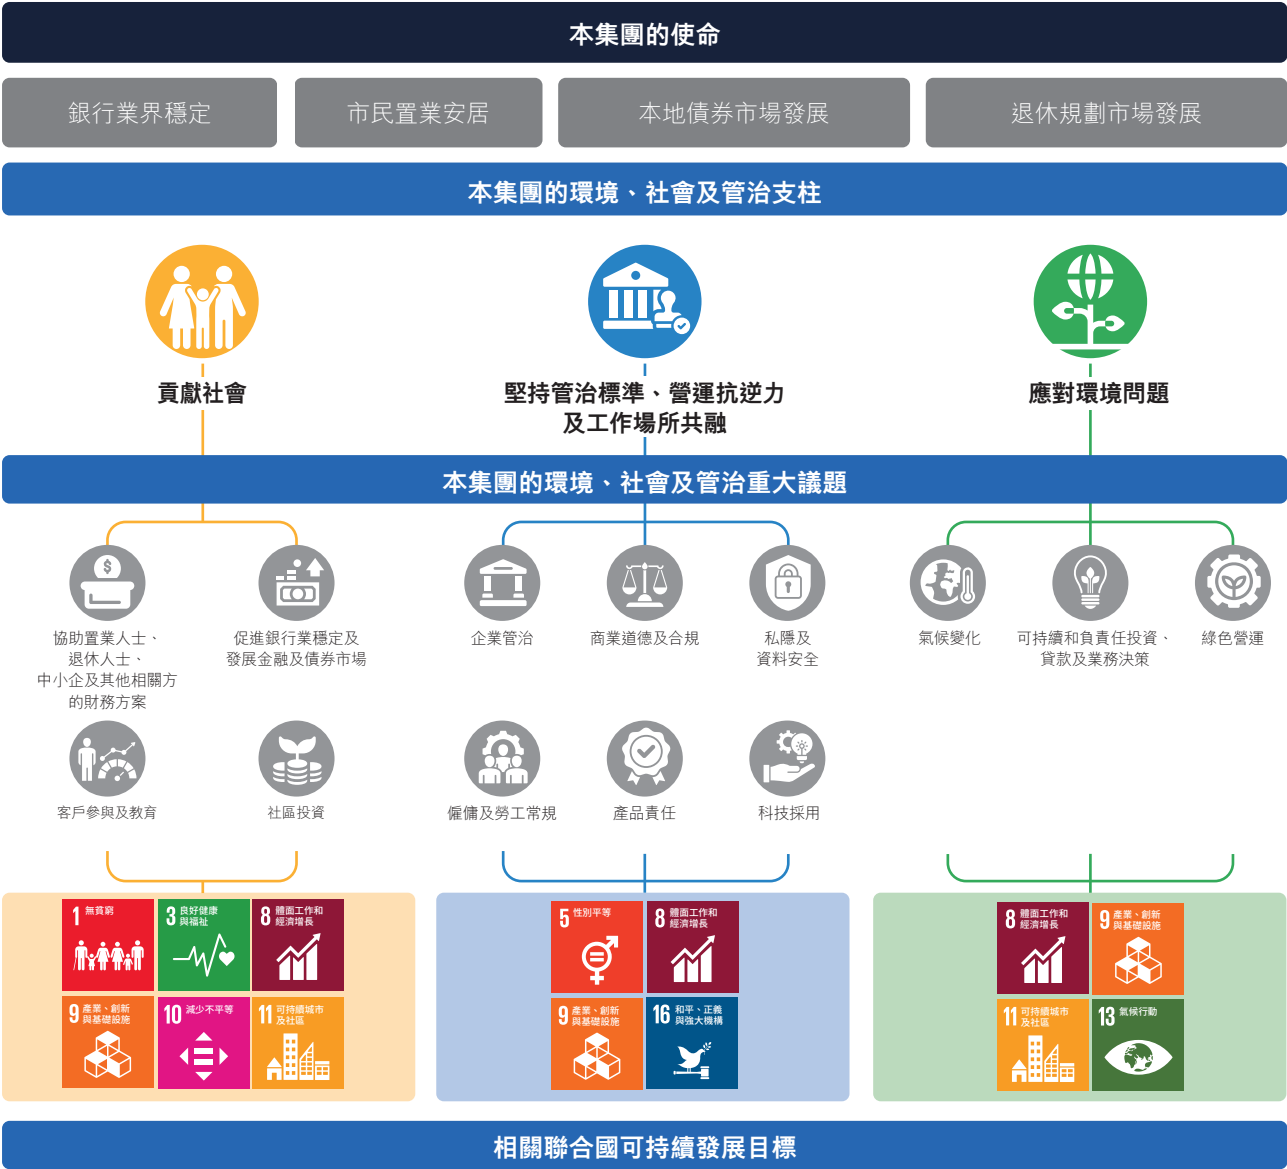 本集團的使命
銀行業界穩定
市民置業安居
本地債券市場發展
退休規劃市場發展
本集團的環境、社會及管治支柱
貢獻社會
堅持管治標準、營運抗逆力
及工作場所共融
應對環境問題
本集團的環境、社會及管治重大議題
$
協助置業人士、
退休人士、
中小企及其他相關方
的財務方案
促進銀行業穩定及
發展金融及債券市場
企業管治
商業道德及合規
私隱及
資料安全
氣候變化
可持續和負責任投資、
貸款及業務決策
綠色營運
客戶參與及教育
社區投資
僱傭及勞工常規
產品責任
科技採用
1 無貧窮
3 良好健康
與福祉
8 體面工作和
經濟增長
9 產業、創新
與基礎設施
10 減少不平等
11 可持續城市
及社區
5 性別平等
8 體面工作和
經濟增長
9 產業、創新
與基礎設施
16 和平、正義
與強大機構
8 體面工作和
經濟增長
9 產業、創新
與基礎設施
11 可持續城市
及社區
13 氣候行動
相關聯合國可持續發展目標